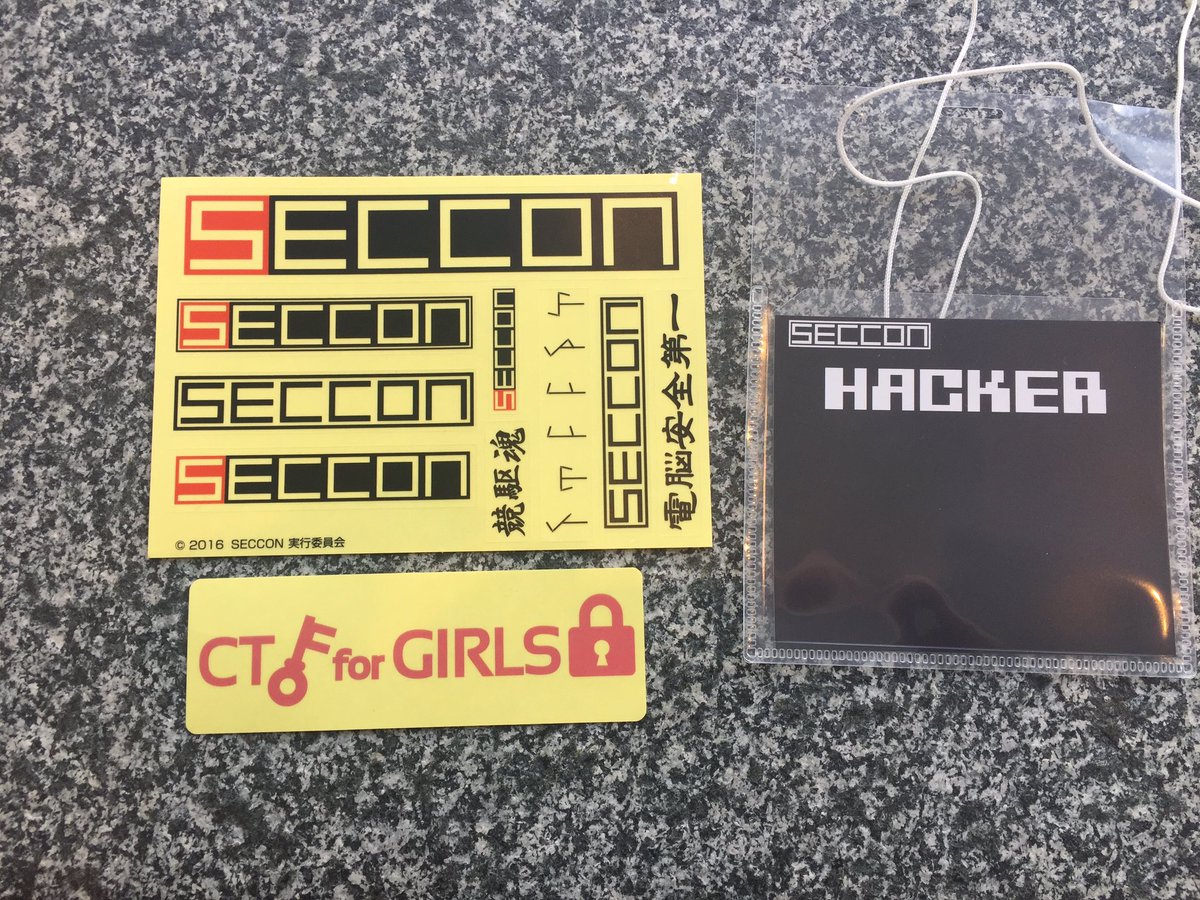 SECCON
SECCON
SECCON
SECCON
SECCON
競駆魂
SECCON
電脳安全第一
© 2016 SECCON 実行委員会
CTF for GIRLS
SECCON
HACKER